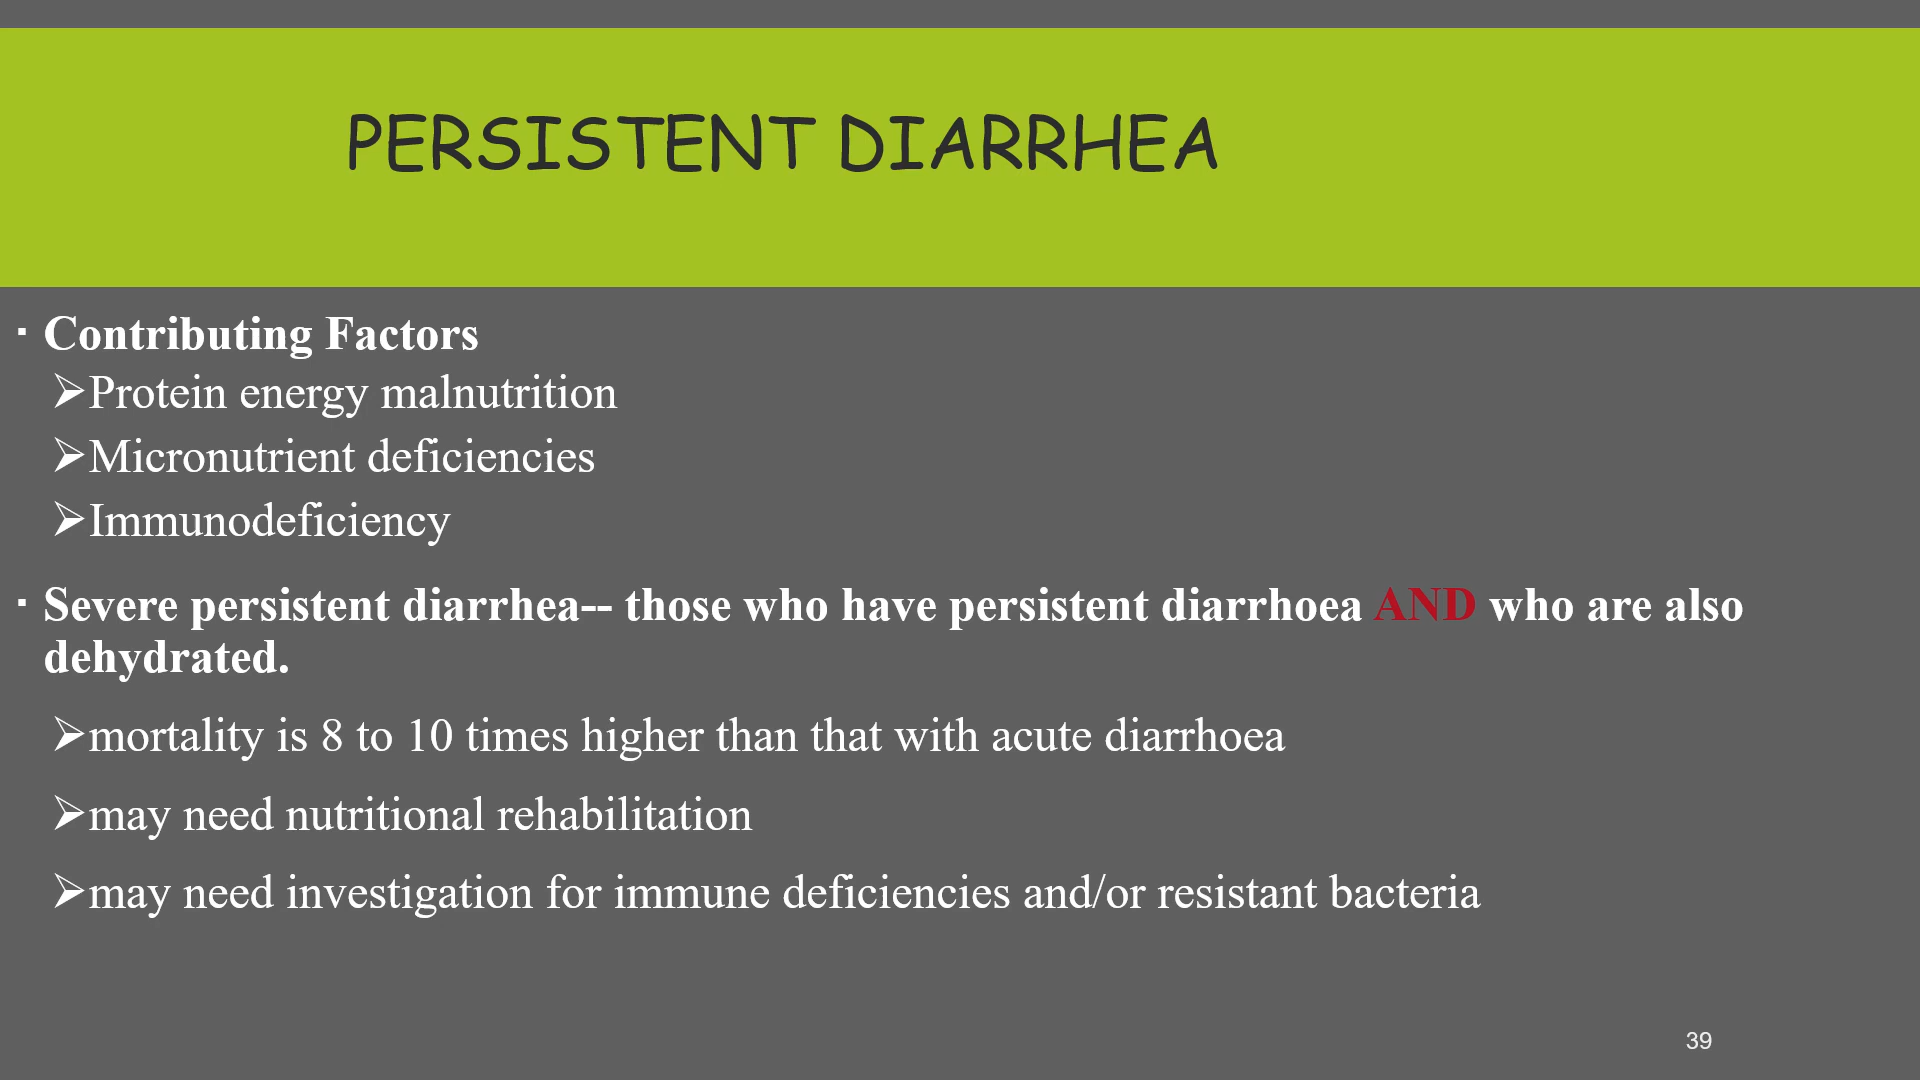 PERSISTENT DIARRHEA
▪ Contributing Factors
➢Protein energy malnutrition
➢Micronutrient deficiencies
➢Immunodeficiency
▪ Severe persistent diarrhea-- those who have persistent diarrhoea AND who are also
dehydrated.
➢mortality is 8 to 10 times higher than that with acute diarrhoea
➢may need nutritional rehabilitation
➢may need investigation for immune deficiencies and/or resistant bacteria
39